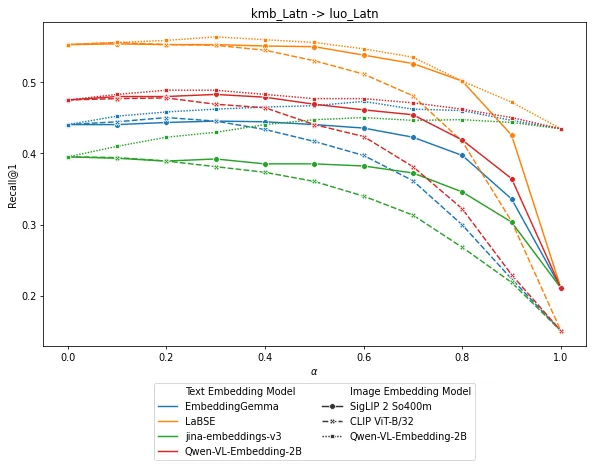 kmb_Latn -> luo_Latn
Recall@1
0.5
0.4
0.3
0.2
0.0 0.2 0.4 0.6 0.8 1.0
α
Text Embedding Model
EmbeddingGemma
LaBSE
jina-embeddings-v3
Qwen-VL-Embedding-2B
Image Embedding Model
SigLIP 2 So400m
CLIP ViT-B/32
Qwen-VL-Embedding-2B